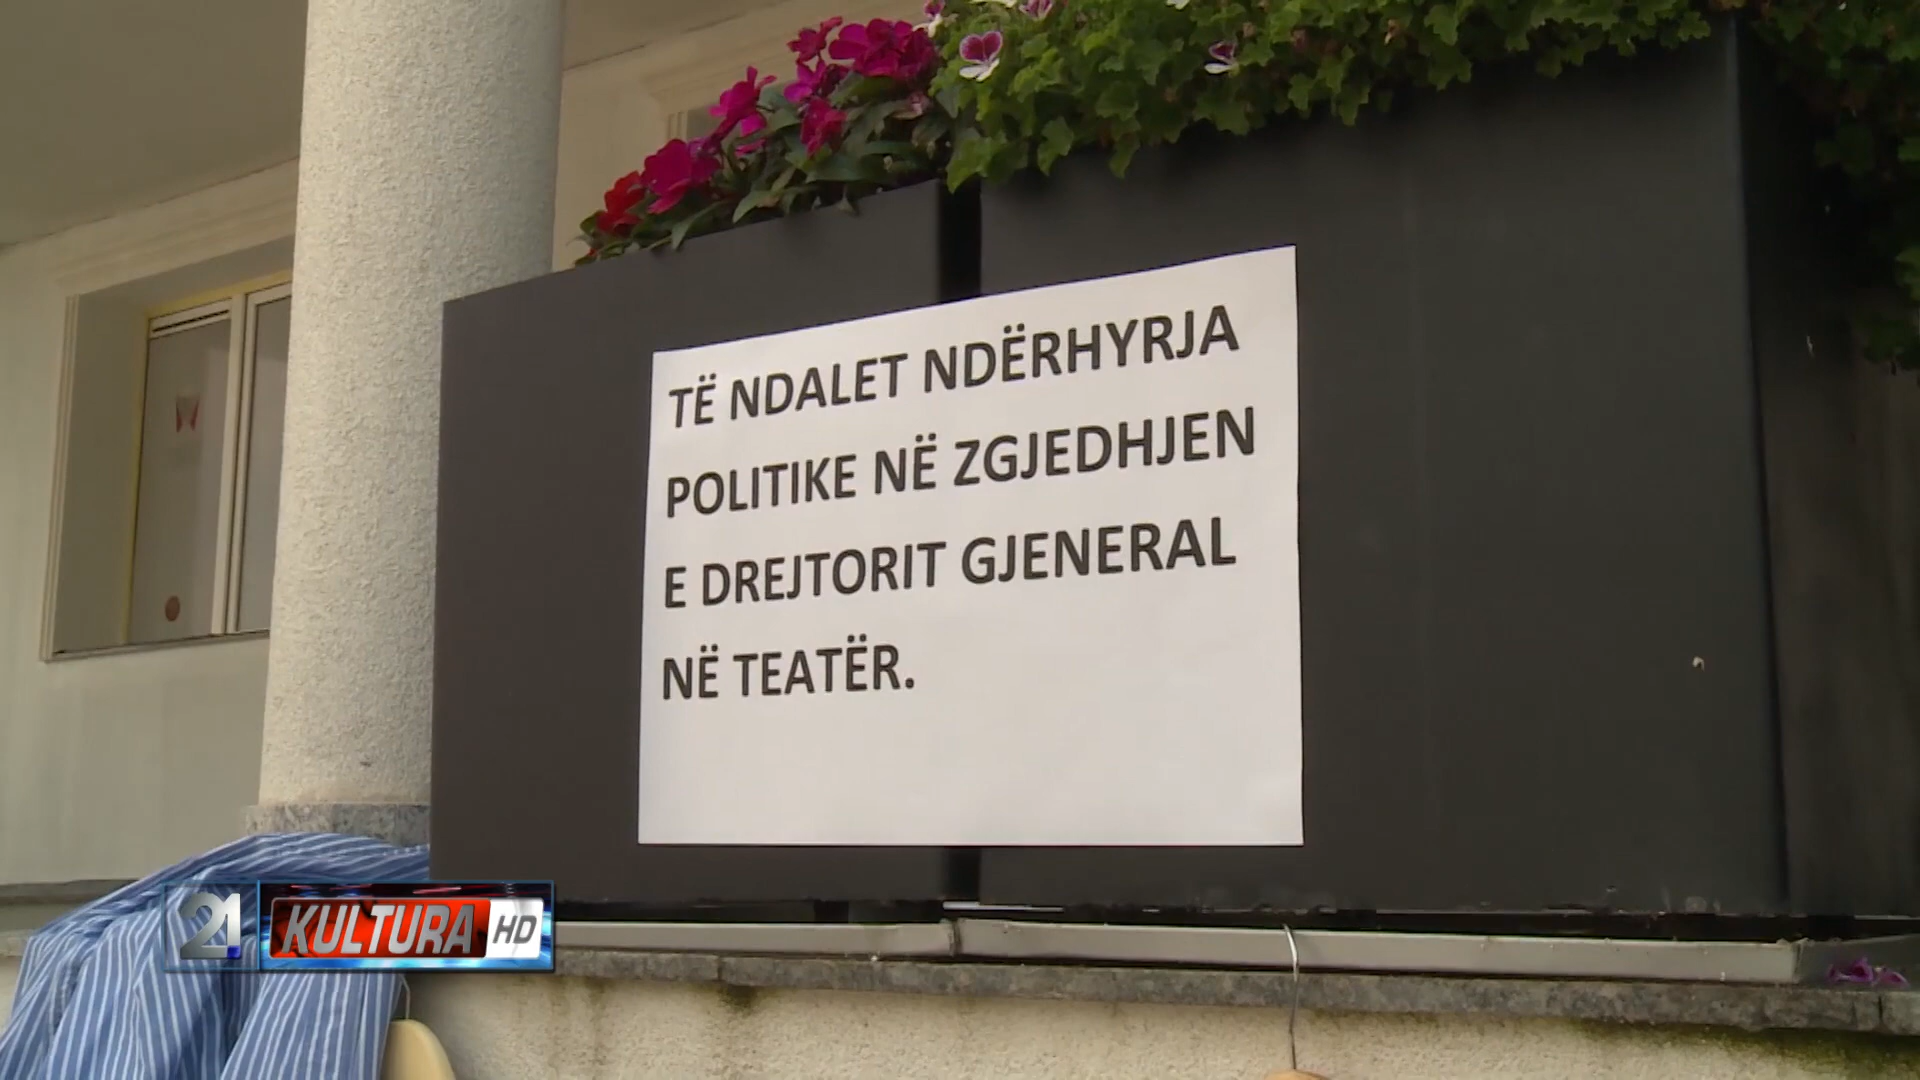 TË NDALET NDËRHYRJA
POLITIKE NË ZGJEDHJEN
E DREJTORIT GJENERAL
NË TEATËR.
21 KULTURA HD